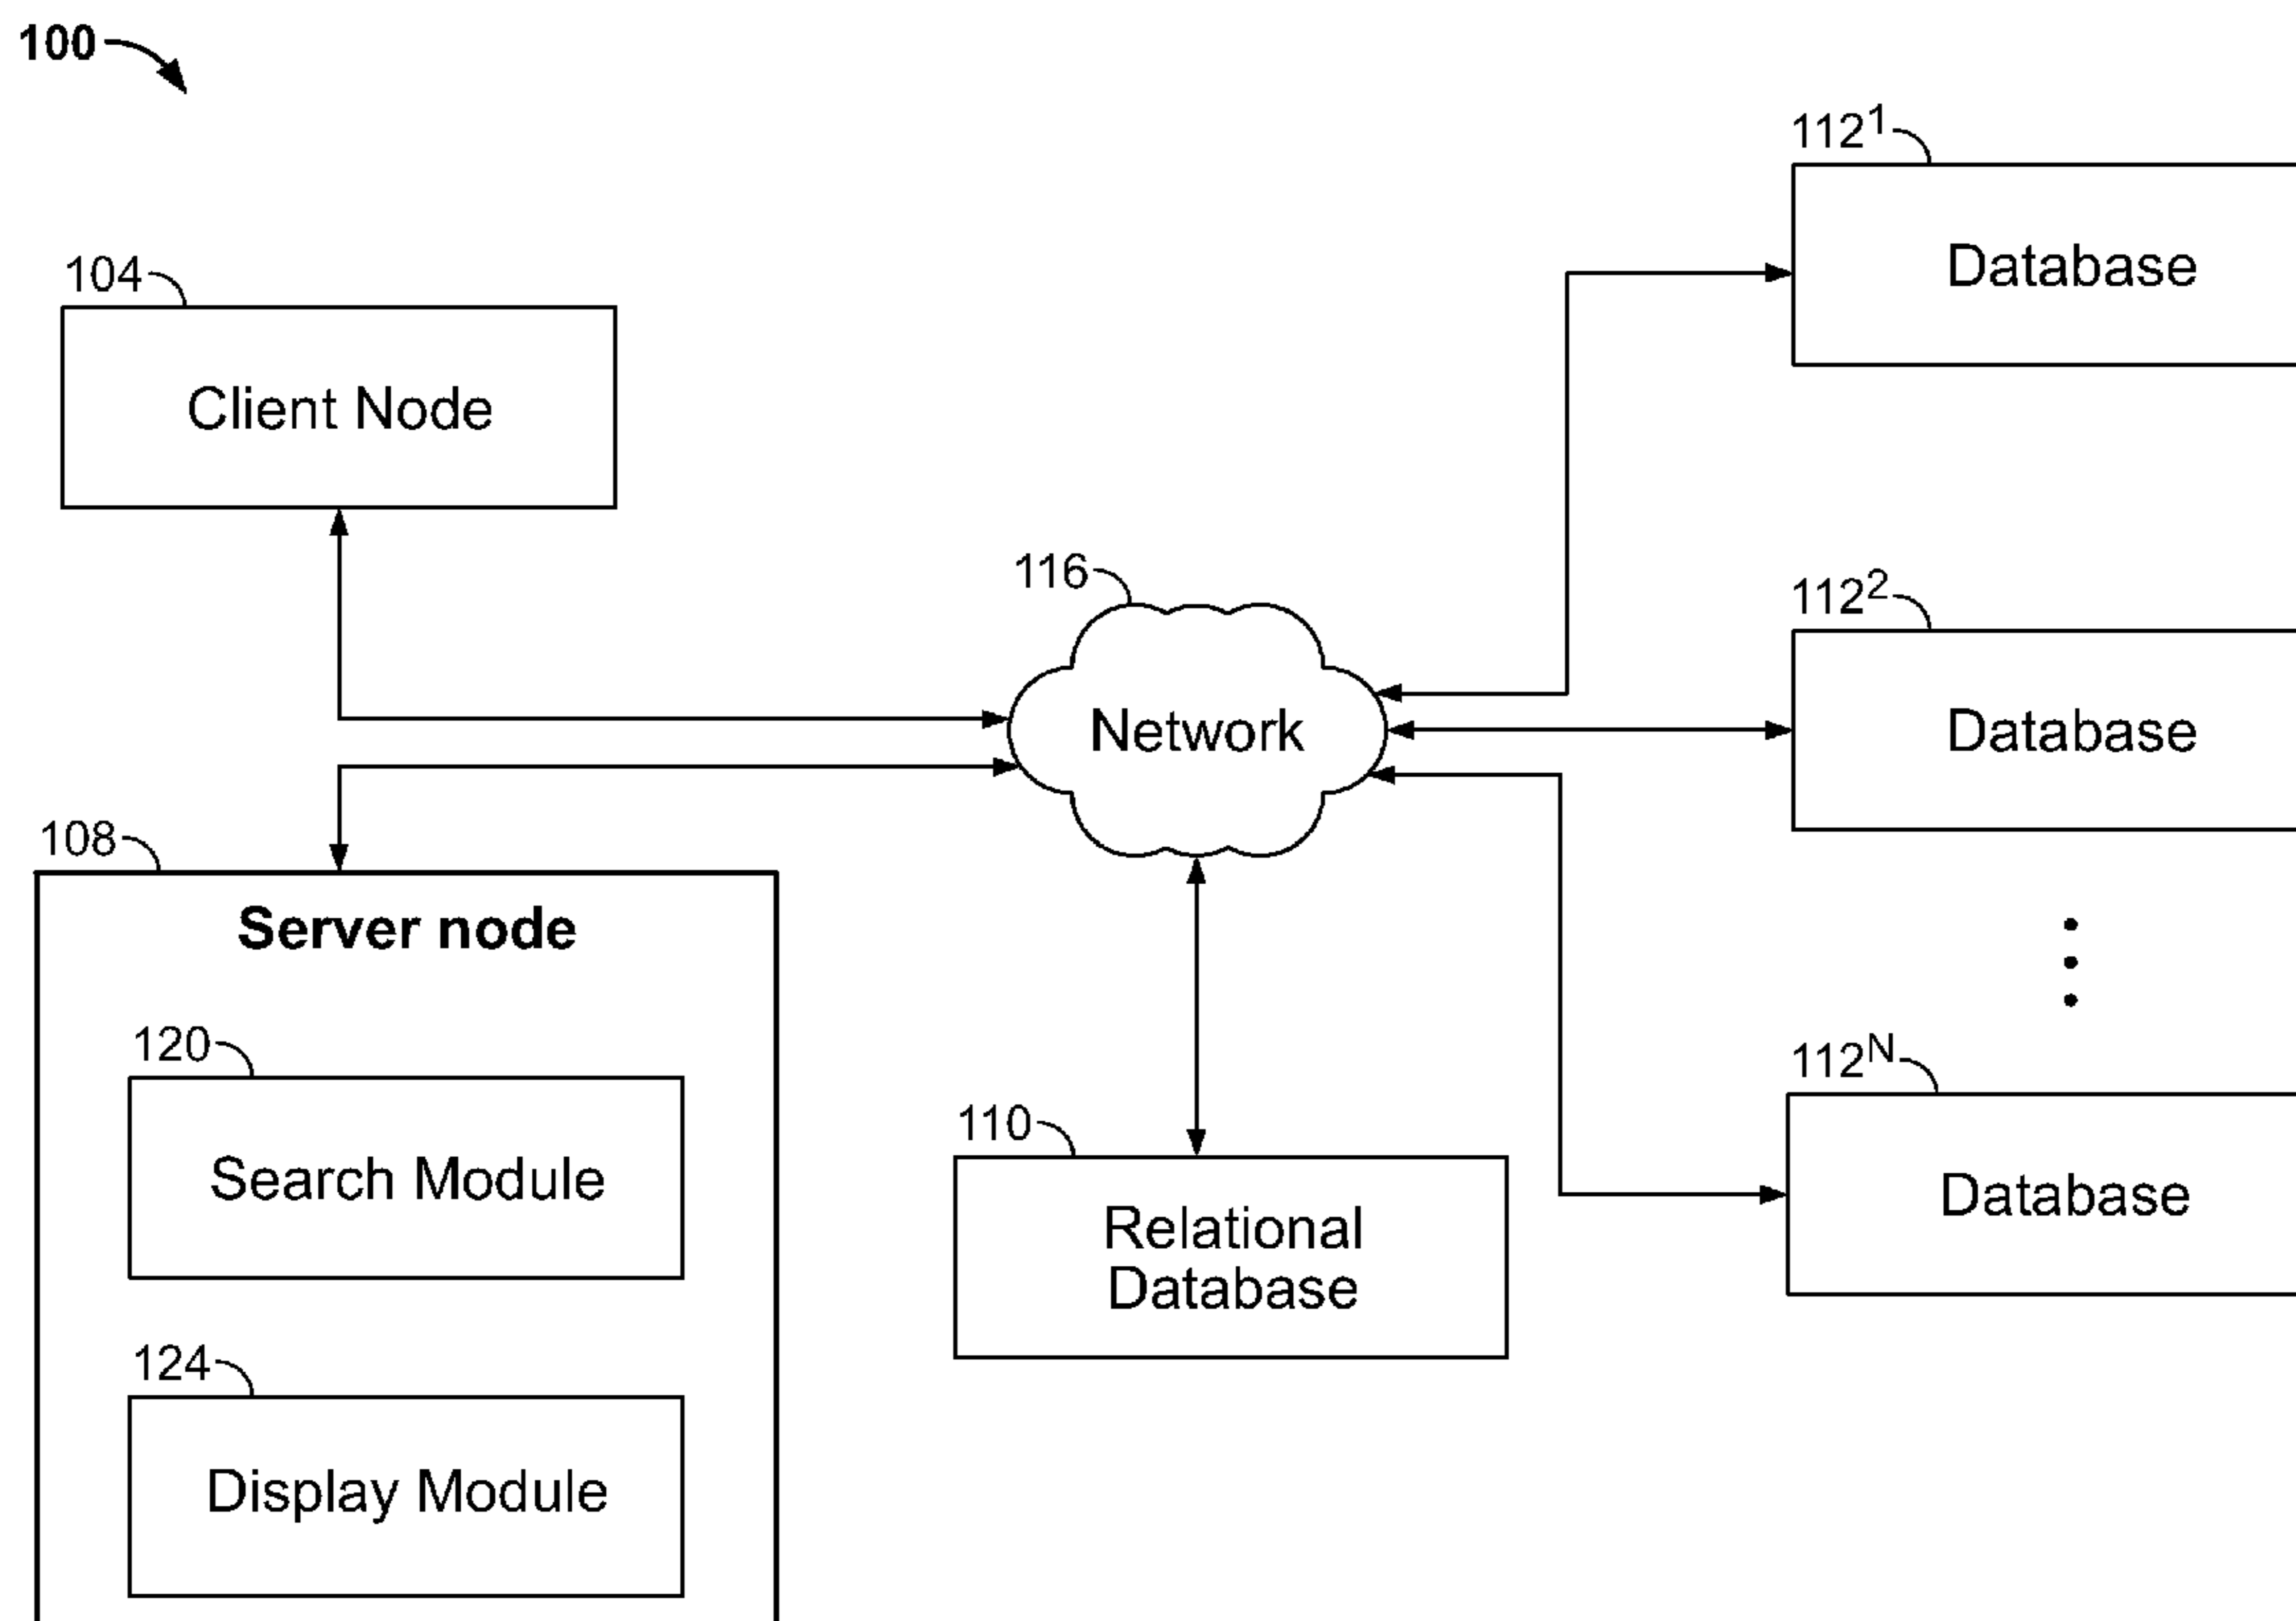 100
112¹
Database
104
Client Node
116
Network
112²
Database
108
Server node
120
Search Module
124
Display Module
110
Relational
Database
112ᴺ
Database